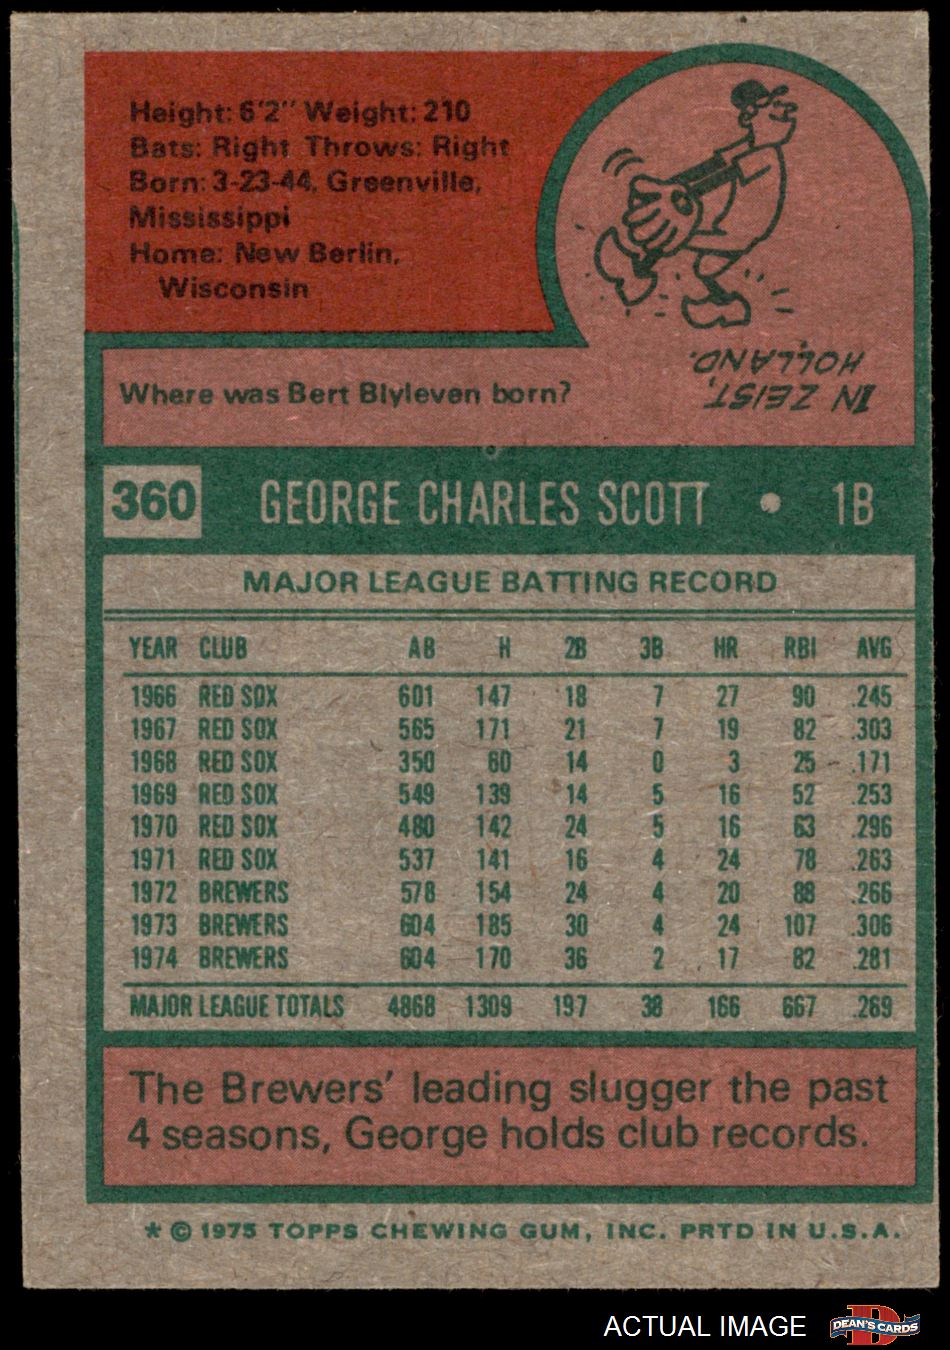 Height: 6'2" Weight: 210
Bats: Right Throws: Right
Born: 3-23-44, Greenville,
Mississippi
Home: New Berlin,
Wisconsin
Where was Bert Blyleven born?
IN ZEIST,
HOLLAND.
360 GEORGE CHARLES SCOTT • 1B
MAJOR LEAGUE BATTING RECORD
YEAR CLUB AB H 2B 3B HR RBI AVG
1966 RED SOX 601 147 18 7 27 90 .245
1967 RED SOX 565 171 21 7 19 82 .303
1968 RED SOX 350 60 14 0 3 25 .171
1969 RED SOX 549 139 14 5 16 52 .253
1970 RED SOX 480 142 24 5 16 63 .296
1971 RED SOX 537 141 16 4 24 78 .263
1972 BREWERS 578 154 24 4 20 88 .266
1973 BREWERS 604 185 30 4 24 107 .306
1974 BREWERS 604 170 36 2 17 82 .281
MAJOR LEAGUE TOTALS 4868 1309 197 38 166 667 .269
The Brewers' leading slugger the past
4 seasons, George holds club records.
* © 1975 TOPPS CHEWING GUM, INC. PRTD IN U.S.A.
ACTUAL IMAGE
DEAN'S CARDS